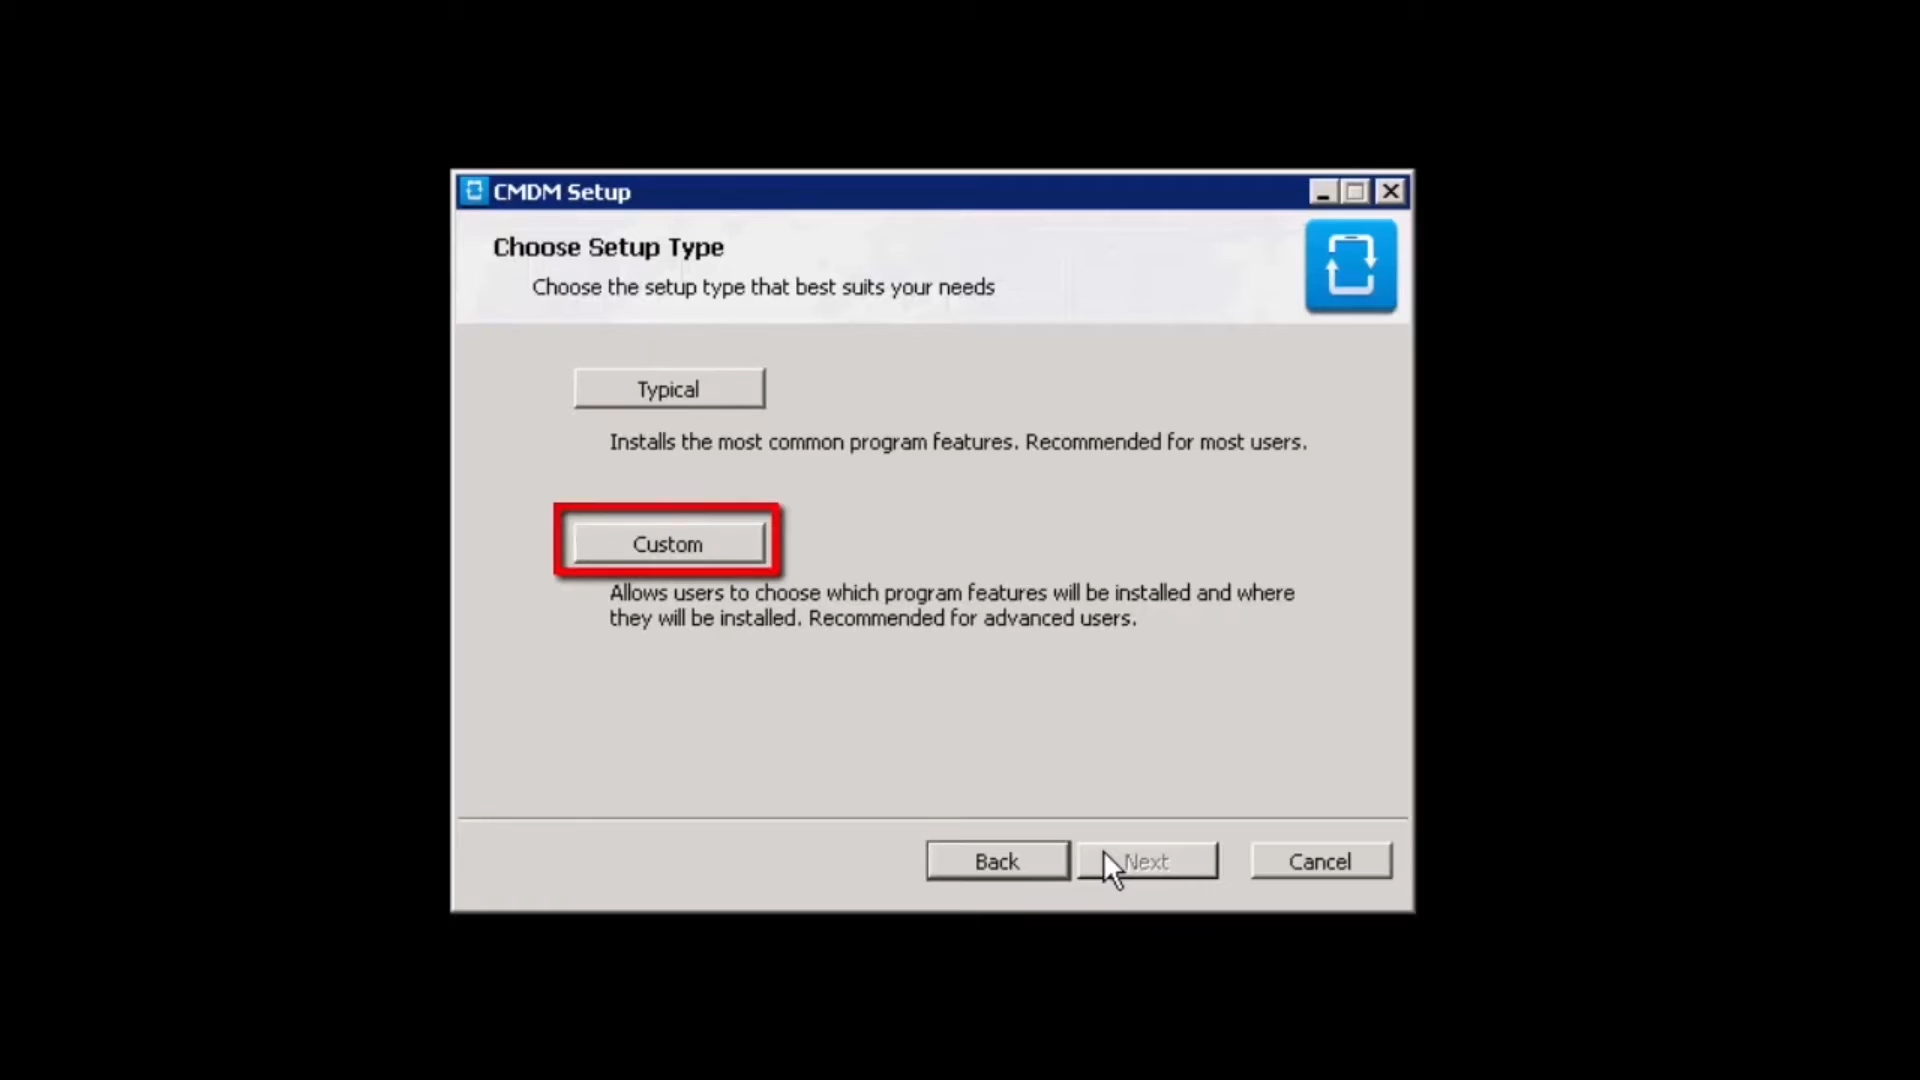 CMDM Setup
Choose Setup Type
Choose the setup type that best suits your needs
Typical
Installs the most common program features. Recommended for most users.
Custom
Allows users to choose which program features will be installed and where
they will be installed. Recommended for advanced users.
Back
Next
Cancel